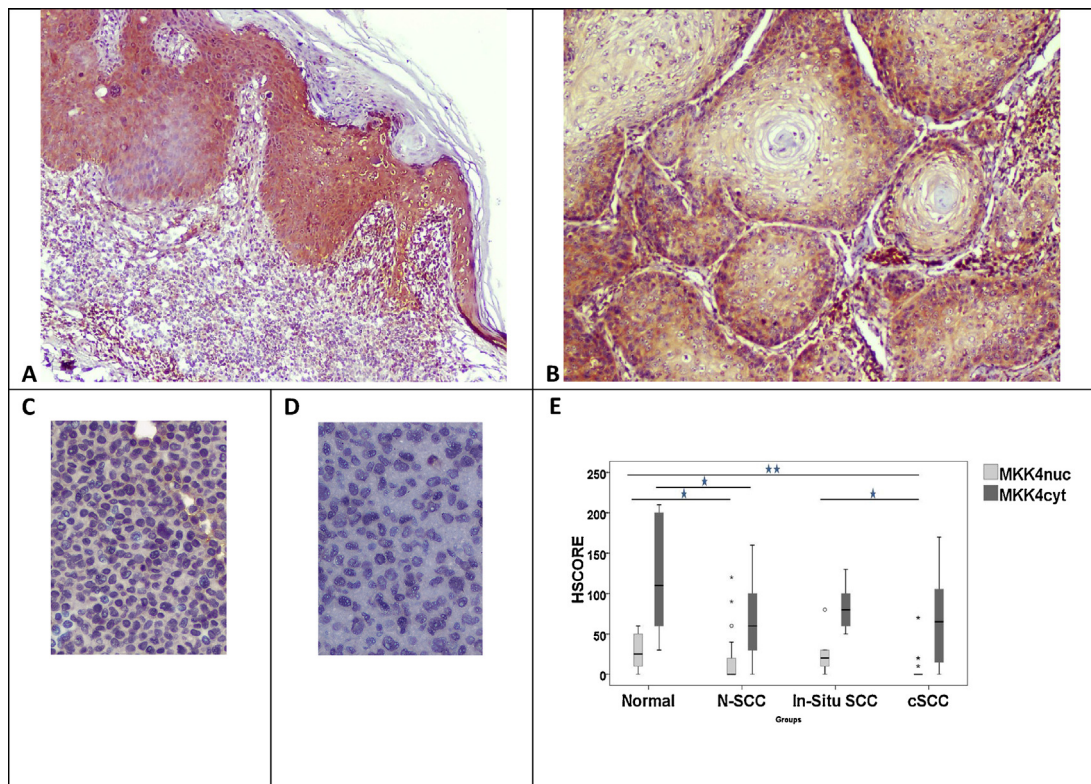 A
B
C
D
E
MKK4nuc
MKK4cyt
HSCORE
250
200
150
100
50
0
Normal
N-SCC
In-Situ SCC
cSCC
Groups